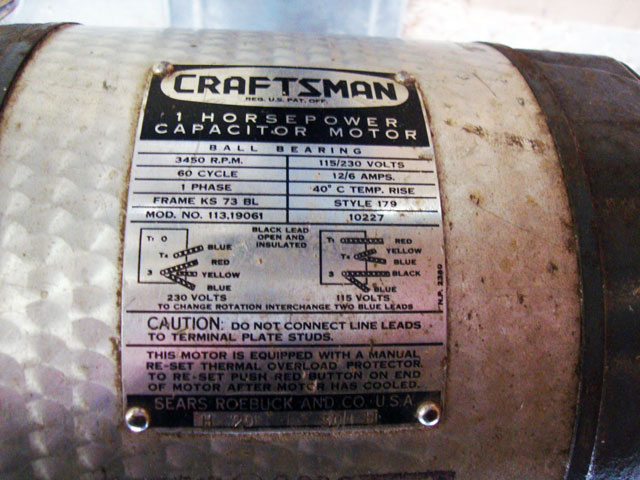 CRAFTSMAN
REG. U.S. PAT. OFF.
1 HORSEPOWER
CAPACITOR MOTOR
BALL BEARING
3450 R.P.M. 115/230 VOLTS
60 CYCLE 12/6 AMPS.
1 PHASE 40° C TEMP. RISE
FRAME KS 73 BL STYLE 179
MOD. NO. 113.19061 10227
BLACK LEAD
OPEN AND
INSULATED
T1
T2 BLUE
RED
3 YELLOW
BLUE
230 VOLTS
T1 RED
YELLOW
T2 BLUE
3 BLACK
BLUE
115 VOLTS
TO CHANGE ROTATION INTERCHANGE TWO BLUE LEADS
N.P. 2380
CAUTION: DO NOT CONNECT LINE LEADS
TO TERMINAL PLATE STUDS.
THIS MOTOR IS EQUIPPED WITH A MANUAL
RE-SET THERMAL OVERLOAD PROTECTOR.
TO RE-SET PUSH RED BUTTON ON END
OF MOTOR AFTER MOTOR HAS COOLED.
SEARS ROEBUCK AND CO. U.S.A.